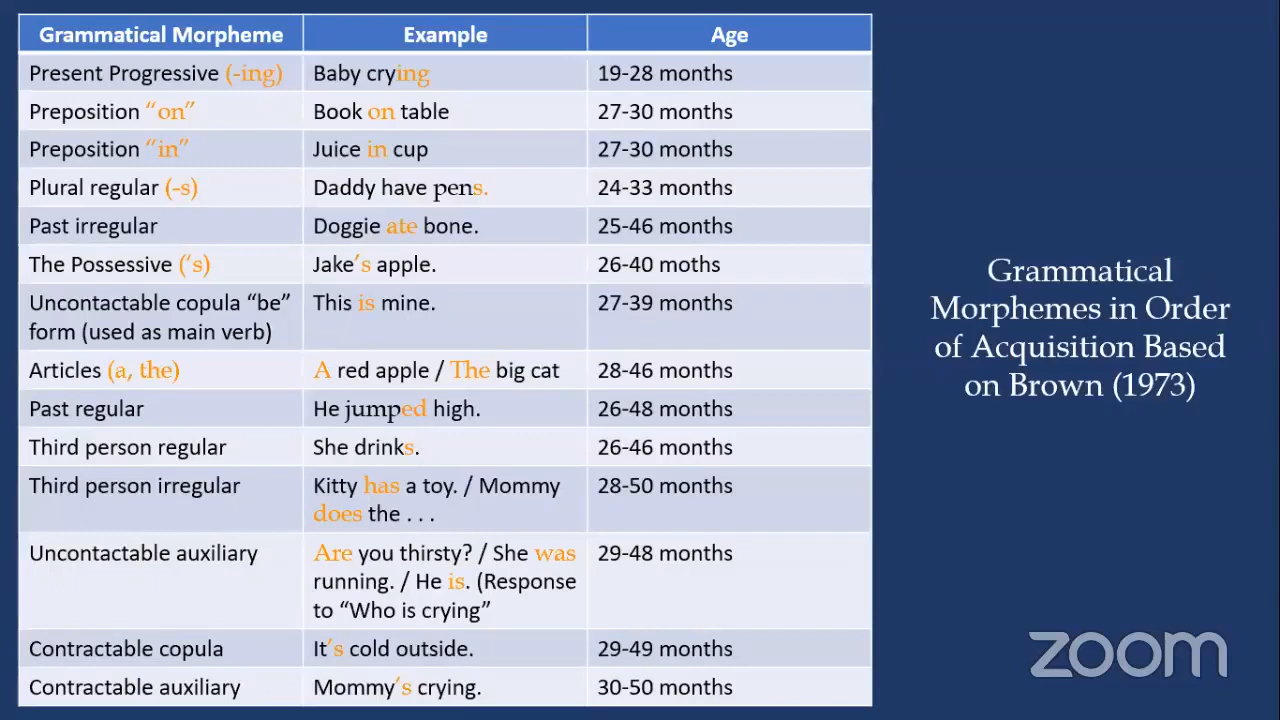 Grammatical Morpheme Example Age
Present Progressive (-ing) Baby crying 19-28 months
Preposition “on” Book on table 27-30 months
Preposition “in” Juice in cup 27-30 months
Plural regular (-s) Daddy have pens. 24-33 months
Past irregular Doggie ate bone. 25-46 months
The Possessive (‘s) Jake’s apple. 26-40 moths
Uncontactable copula “be” This is mine. 27-39 months
form (used as main verb)
Articles (a, the) A red apple / The big cat 28-46 months
Past regular He jumped high. 26-48 months
Third person regular She drinks. 26-46 months
Third person irregular Kitty has a toy. / Mommy 28-50 months
does the . . .
Uncontactable auxiliary Are you thirsty? / She was 29-48 months
running. / He is. (Response
to “Who is crying”
Contractable copula It’s cold outside. 29-49 months
Contractable auxiliary Mommy’s crying. 30-50 months
Grammatical
Morphemes in Order
of Acquisition Based
on Brown (1973)
zoom